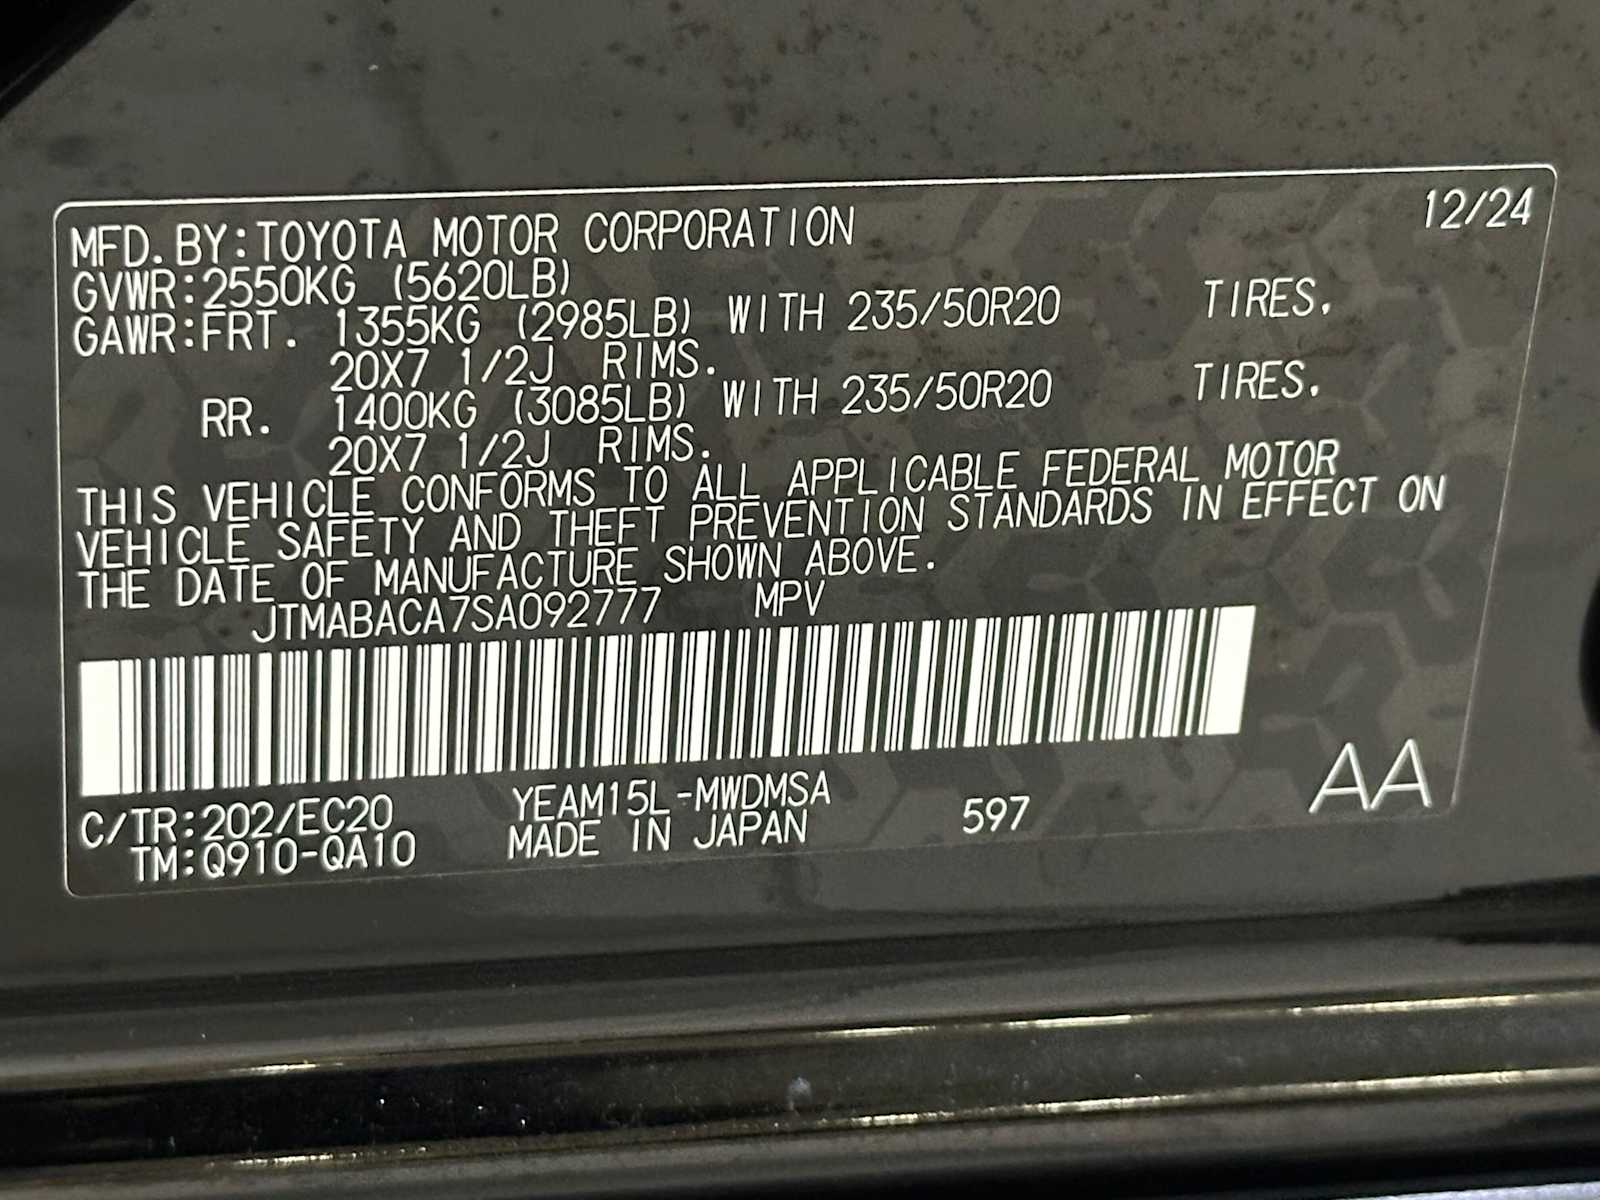 12/24
MFD. BY:TOYOTA MOTOR CORPORATION
GVWR:2550KG (5620LB)
GAWR:FRT. 1355KG (2985LB) WITH 235/50R20 TIRES.
20X7 1/2J RIMS.
RR. 1400KG (3085LB) WITH 235/50R20 TIRES.
20X7 1/2J RIMS.
THIS VEHICLE CONFORMS TO ALL APPLICABLE FEDERAL MOTOR
VEHICLE SAFETY AND THEFT PREVENTION STANDARDS IN EFFECT ON
THE DATE OF MANUFACTURE SHOWN ABOVE.
JTMABACA7SA092777 MPV
C/TR:202/EC20 YEAM15L-MWDMSA 597 AA
TM:Q910-QA10 MADE IN JAPAN